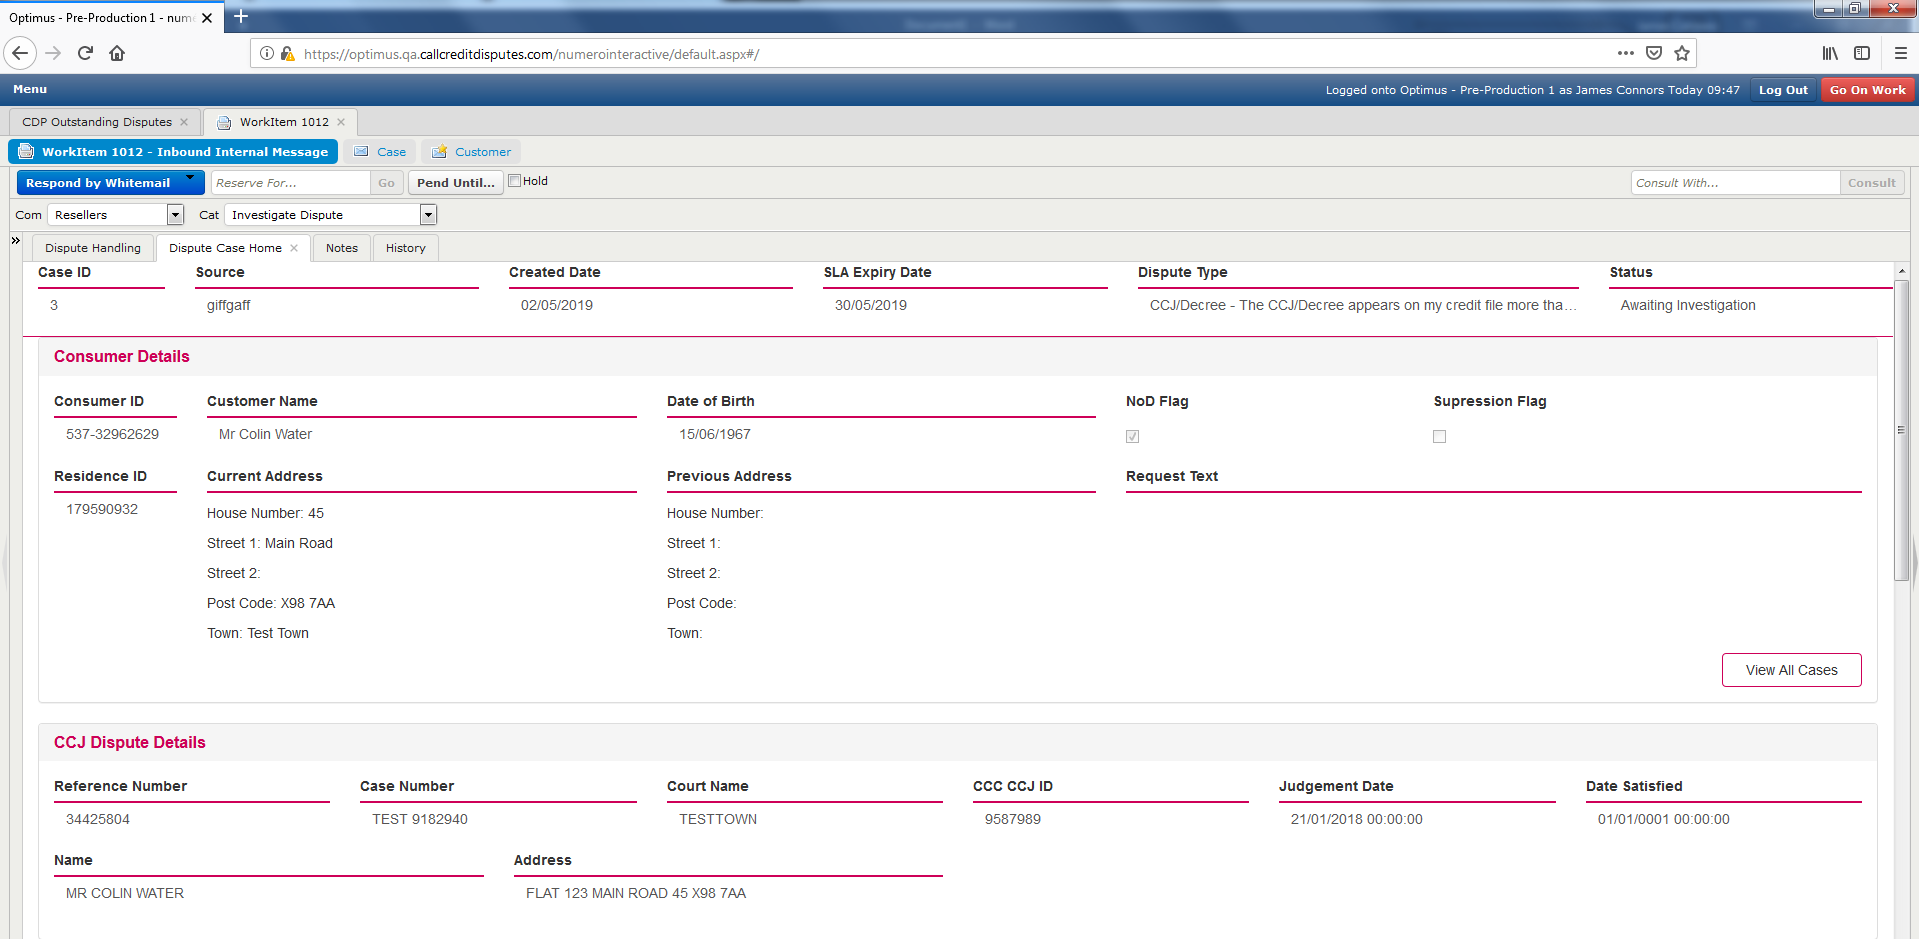 Optimus - Pre-Production 1 - nume
https://optimus.qa.callcreditdisputes.com/numerointeractive/default.aspx#/
Menu
Logged onto Optimus - Pre-Production 1 as James Connors Today 09:47
Log Out
Go On Work
CDP Outstanding Disputes
WorkItem 1012
WorkItem 1012 - Inbound Internal Message
Case
Customer
Respond by Whitemail
Reserve For...
Go
Pend Until...
Hold
Consult With...
Consult
Com
Resellers
Cat
Investigate Dispute
Dispute Handling
Dispute Case Home
Notes
History
Case ID Source Created Date SLA Expiry Date Dispute Type Status
3 giffgaff 02/05/2019 30/05/2019 CCJ/Decree - The CCJ/Decree appears on my credit file more tha… Awaiting Investigation
Consumer Details
Consumer ID Customer Name Date of Birth NoD Flag Supression Flag
537-32962629 Mr Colin Water 15/06/1967
Residence ID Current Address Previous Address Request Text
179590932 House Number: 45 House Number:
Street 1: Main Road Street 1:
Street 2: Street 2:
Post Code: X98 7AA Post Code:
Town: Test Town Town:
View All Cases
CCJ Dispute Details
Reference Number Case Number Court Name CCC CCJ ID Judgement Date Date Satisfied
34425804 TEST 9182940 TESTTOWN 9587989 21/01/2018 00:00:00 01/01/0001 00:00:00
Name Address
MR COLIN WATER FLAT 123 MAIN ROAD 45 X98 7AA